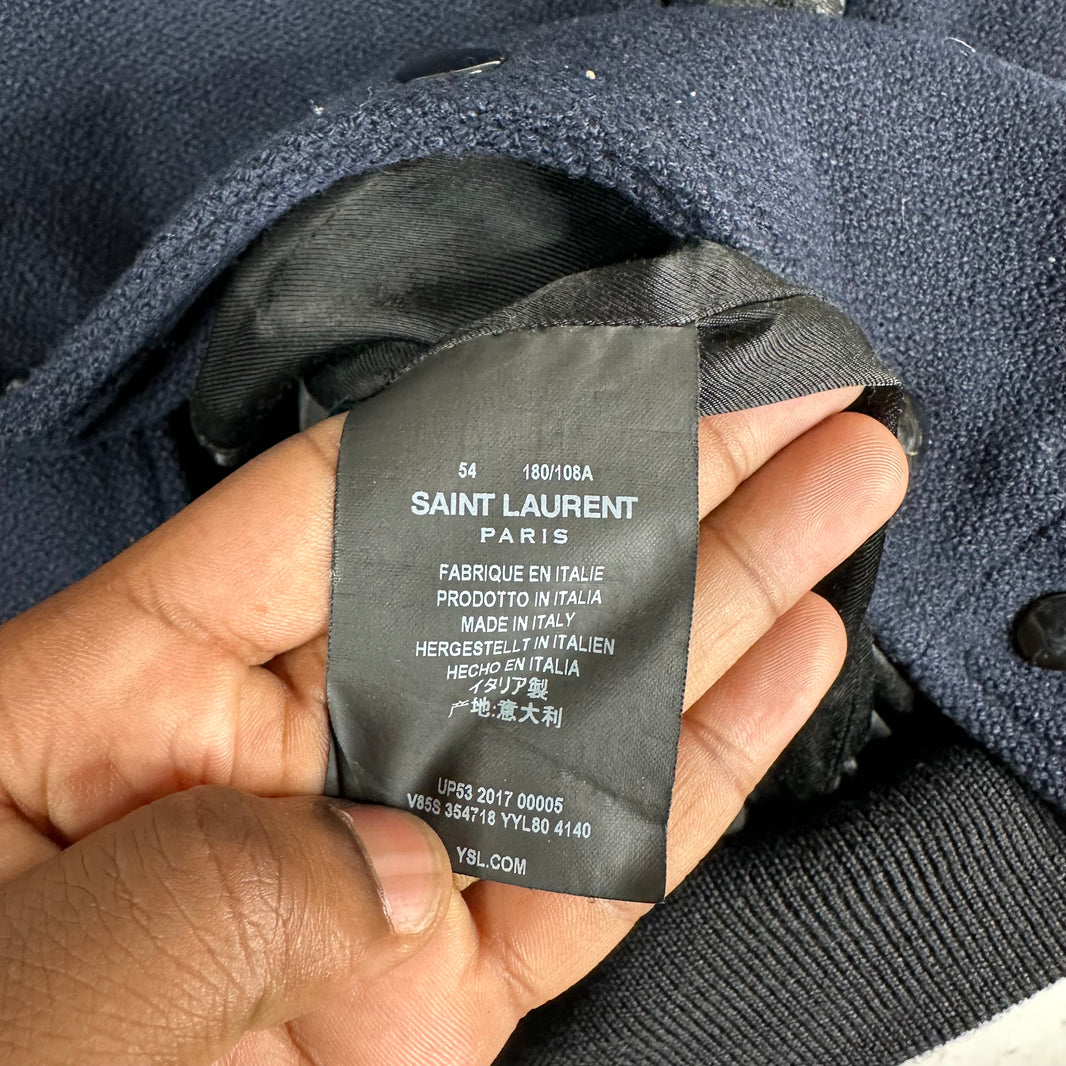 54 180/108A
SAINT LAURENT
PARIS
FABRIQUE EN ITALIE
PRODOTTO IN ITALIA
MADE IN ITALY
HERGESTELLT IN ITALIEN
HECHO EN ITALIA
イタリア製
产地:意大利
UP53 2017 00005
V85S 354718 YYL80 4140
YSL.COM